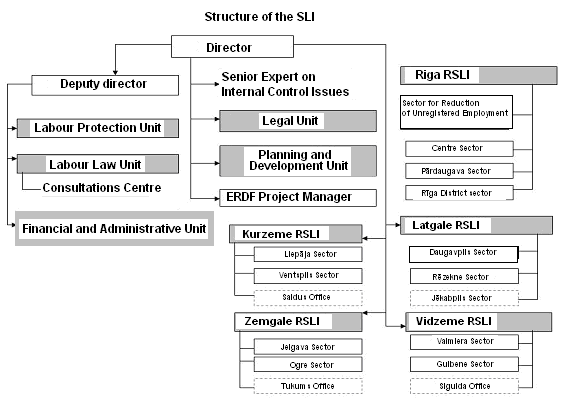 Structure of the SLI
Director
Deputy director
Labour Protection Unit
Labour Law Unit
Consultations Centre
Financial and Administrative Unit
Senior Expert on
Internal Control Issues
Legal Unit
Planning and
Development Unit
ERDF Project Manager
Riga RSLI
Sector for Reduction
of Unregistered Employment
Centre Sector
Pārdaugava Sector
Rīga District sector
Kurzeme RSLI
Liepāja Sector
Ventspils Sector
Saldus Office
Latgale RSLI
Daugavpils Sector
Rēzekne Sector
Jēkabpils Sector
Zemgale RSLI
Jelgava Sector
Ogre Sector
Tukums Office
Vidzeme RSLI
Valmiera Sector
Gulbene Sector
Sigulda Office